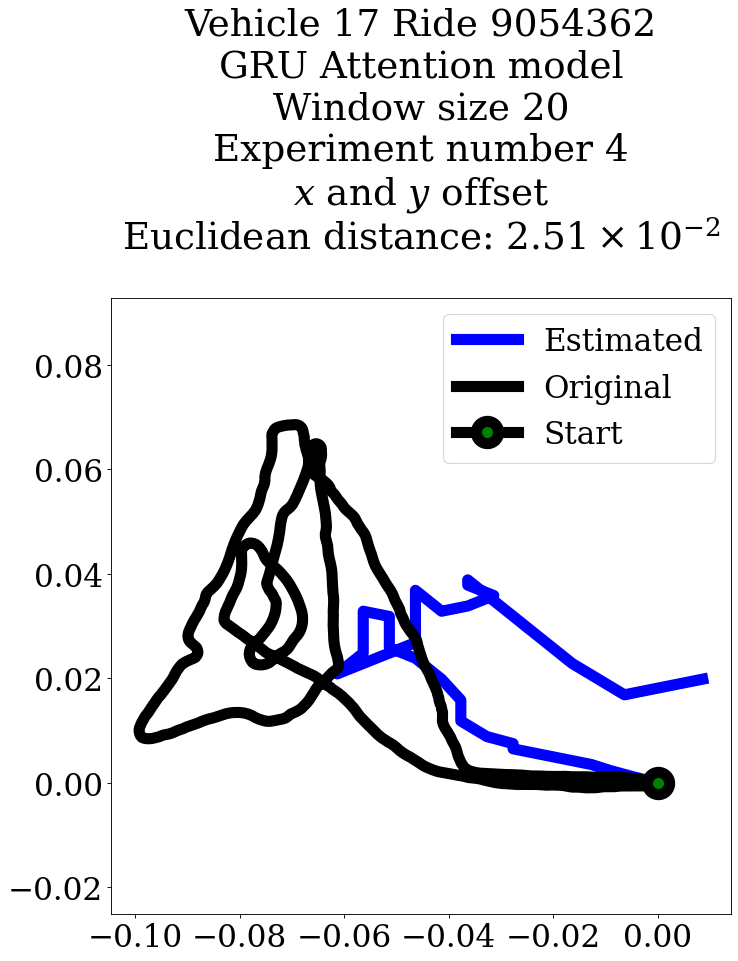 Vehicle 17 Ride 9054362
GRU Attention model
Window size 20
Experiment number 4
x and y offset
Euclidean distance: 2.51 × 10⁻²
Estimated
Original
Start
0.08
0.06
0.04
0.02
0.00
−0.02
−0.10 −0.08 −0.06 −0.04 −0.02 0.00